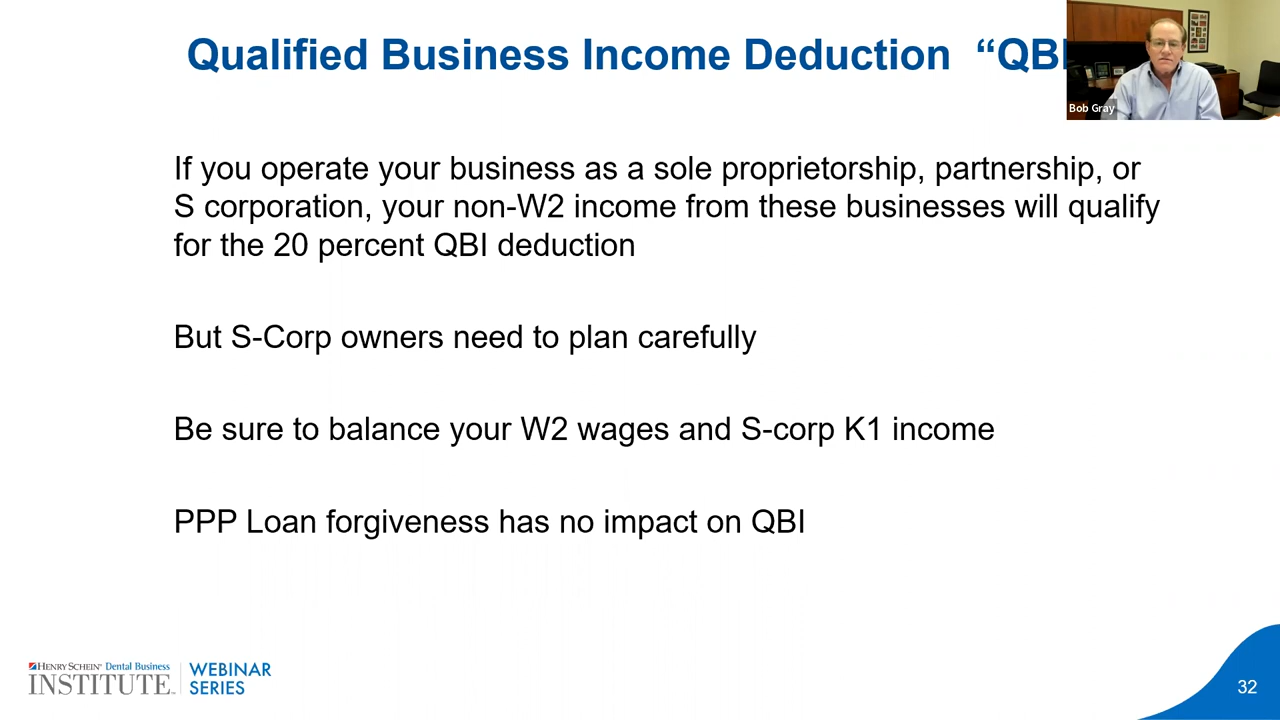 Qualified Business Income Deduction “QBI
Bob Gray
If you operate your business as a sole proprietorship, partnership, or
S corporation, your non-W2 income from these businesses will qualify
for the 20 percent QBI deduction
But S-Corp owners need to plan carefully
Be sure to balance your W2 wages and S-corp K1 income
PPP Loan forgiveness has no impact on QBI
HENRY SCHEIN® Dental Business
INSTITUTE™
WEBINAR
SERIES
32